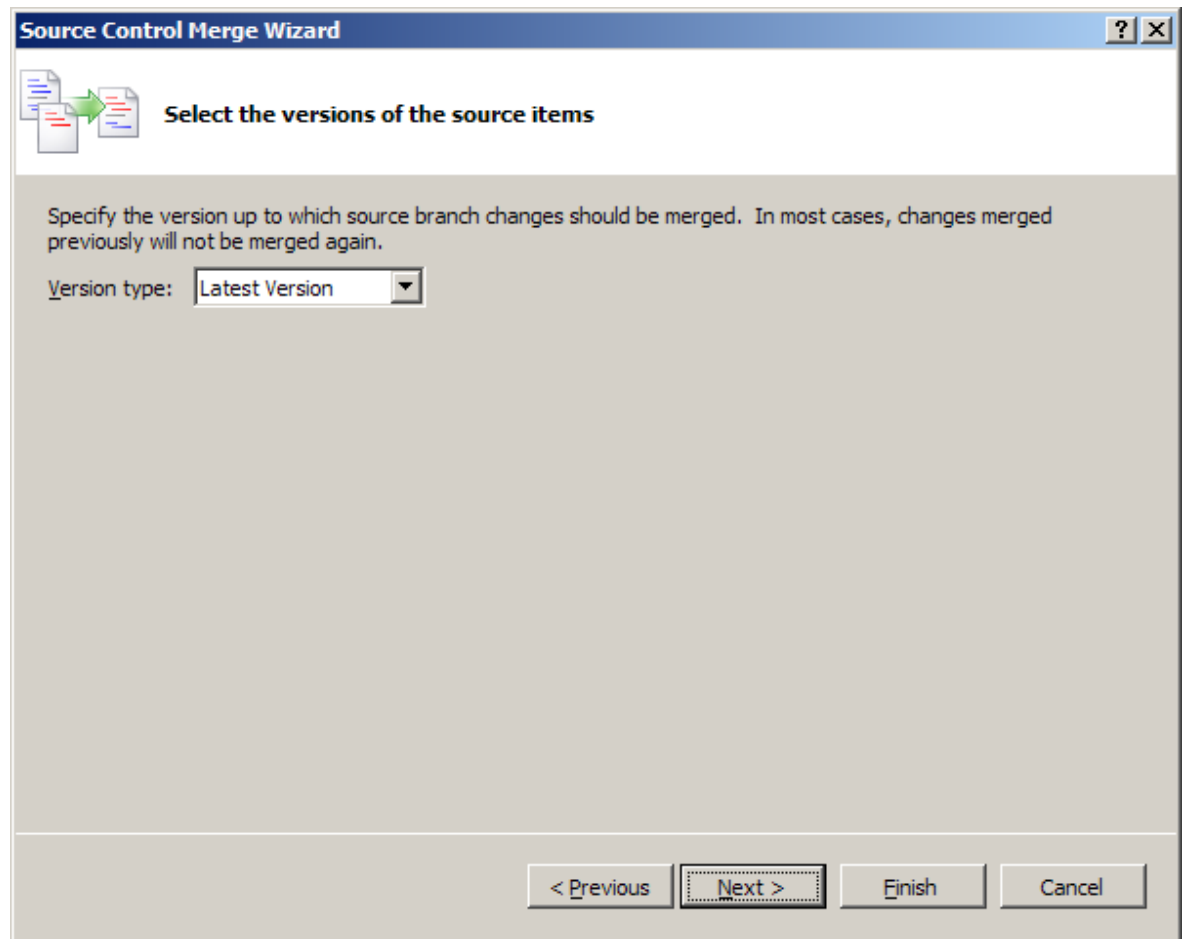 Source Control Merge Wizard
Select the versions of the source items
Specify the version up to which source branch changes should be merged.  In most cases, changes merged
previously will not be merged again.
Version type: Latest Version
< Previous Next > Finish Cancel